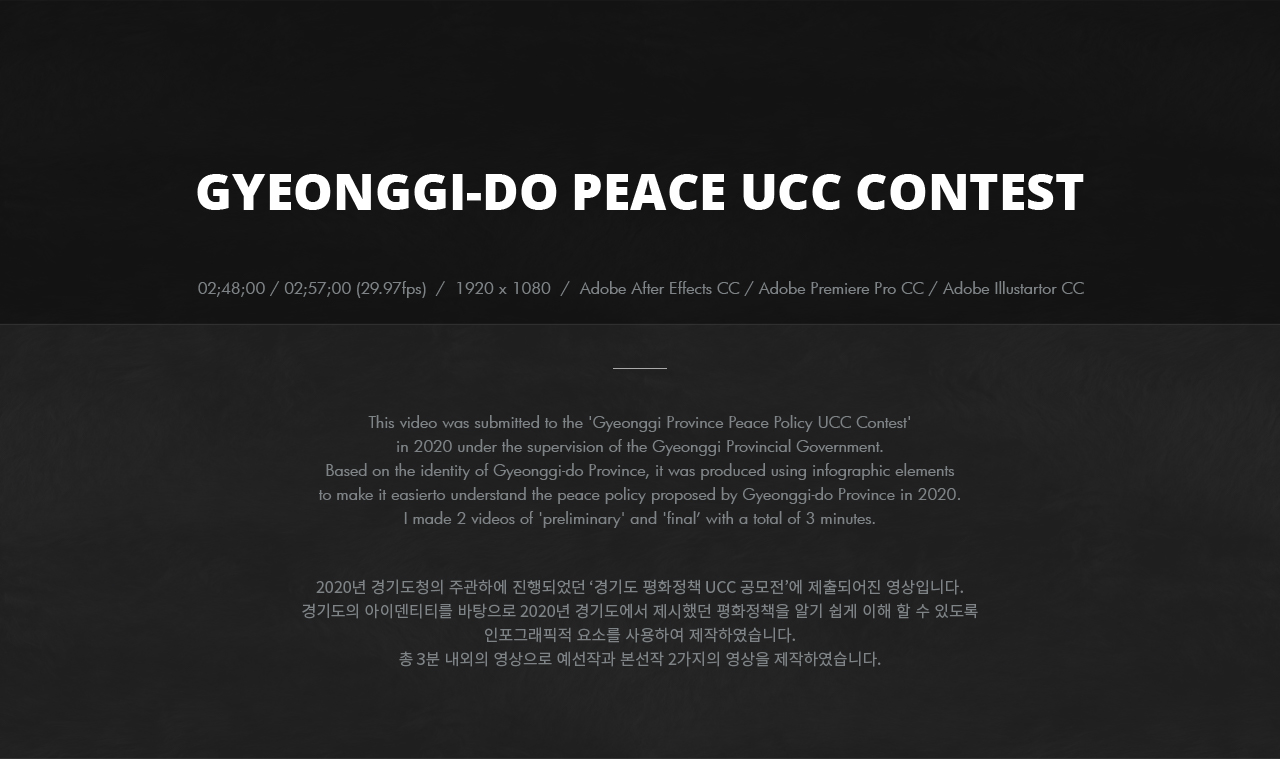 GYEONGGI-DO PEACE UCC CONTEST
02;48;00 / 02;57;00 (29.97fps) / 1920 x 1080 / Adobe After Effects CC / Adobe Premiere Pro CC / Adobe Illustartor CC
This video was submitted to the 'Gyeonggi Province Peace Policy UCC Contest'
in 2020 under the supervision of the Gyeonggi Provincial Government.
Based on the identity of Gyeonggi-do Province, it was produced using infographic elements
to make it easierto understand the peace policy proposed by Gyeonggi-do Province in 2020.
I made 2 videos of 'preliminary' and 'final’ with a total of 3 minutes.
2020년 경기도청의 주관하에 진행되었던 ‘경기도 평화정책 UCC 공모전’에 제출되어진 영상입니다.
경기도의 아이덴티티를 바탕으로 2020년 경기도에서 제시했던 평화정책을 알기 쉽게 이해 할 수 있도록
인포그래픽적 요소를 사용하여 제작하였습니다.
총 3분 내외의 영상으로 예선작과 본선작 2가지의 영상을 제작하였습니다.